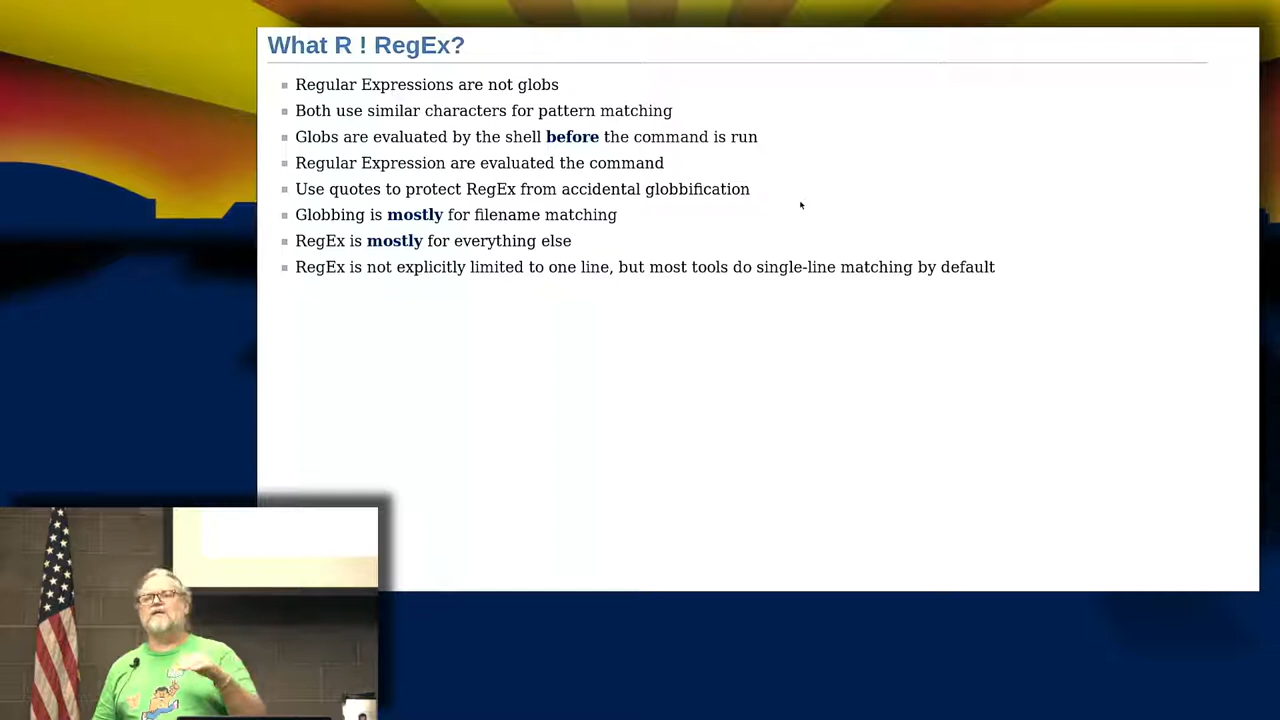 What R ! RegEx?
Regular Expressions are not globs
Both use similar characters for pattern matching
Globs are evaluated by the shell before the command is run
Regular Expression are evaluated the command
Use quotes to protect RegEx from accidental globbification
Globbing is mostly for filename matching
RegEx is mostly for everything else
RegEx is not explicitly limited to one line, but most tools do single-line matching by default